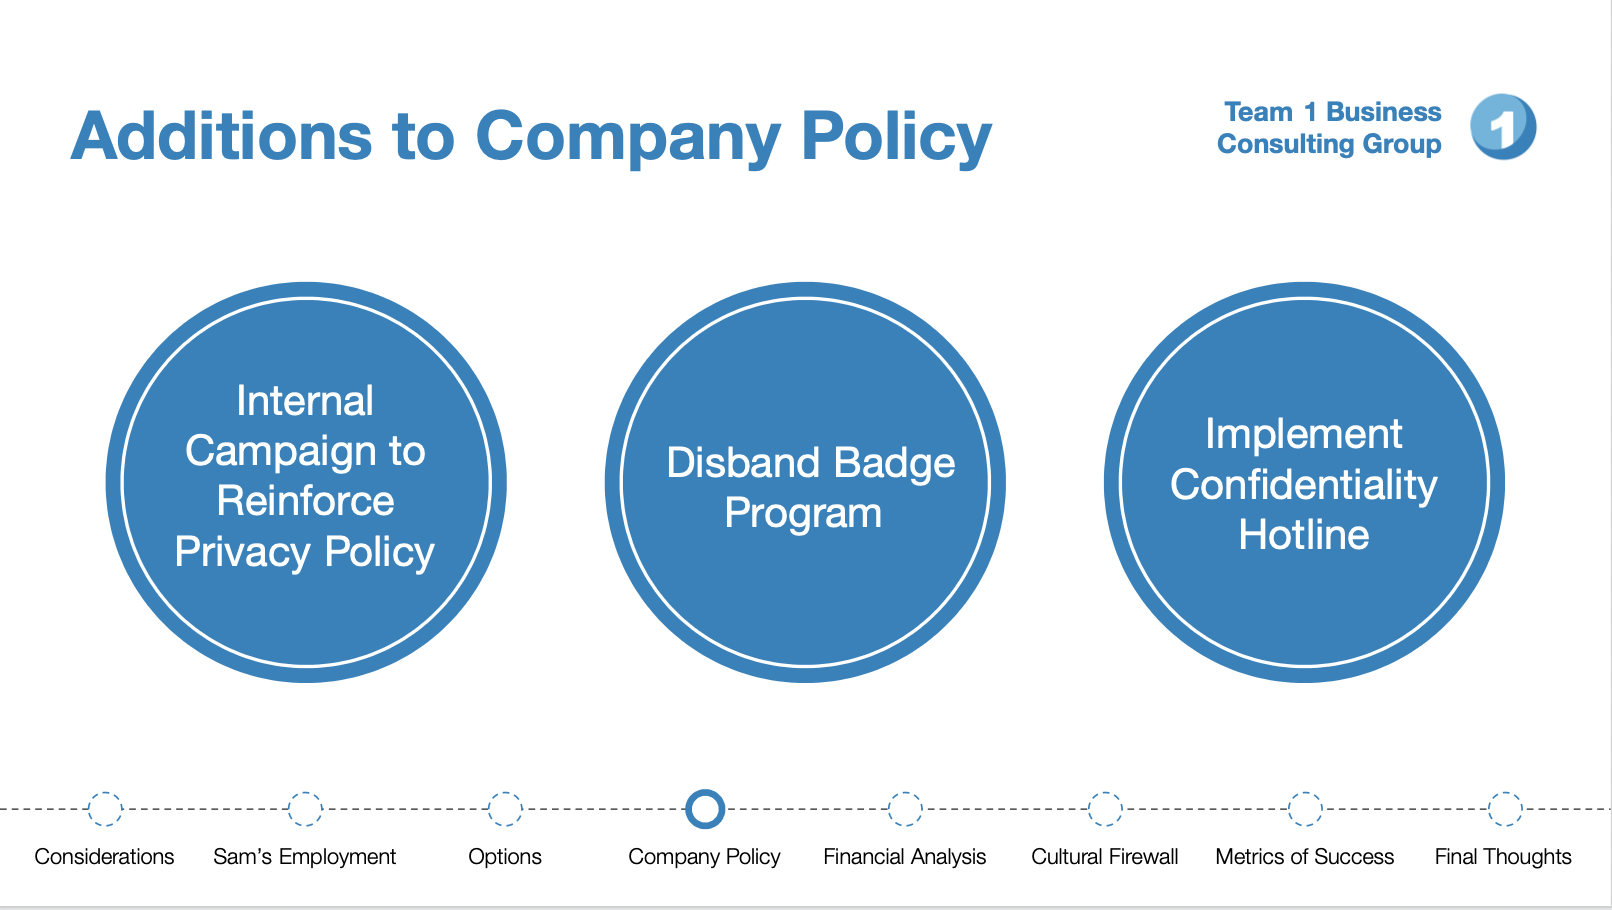 Additions to Company Policy
Team 1 Business
Consulting Group
1
Internal
Campaign to
Reinforce
Privacy Policy
Disband Badge
Program
Implement
Confidentiality
Hotline
Considerations
Sam’s Employment
Options
Company Policy
Financial Analysis
Cultural Firewall
Metrics of Success
Final Thoughts